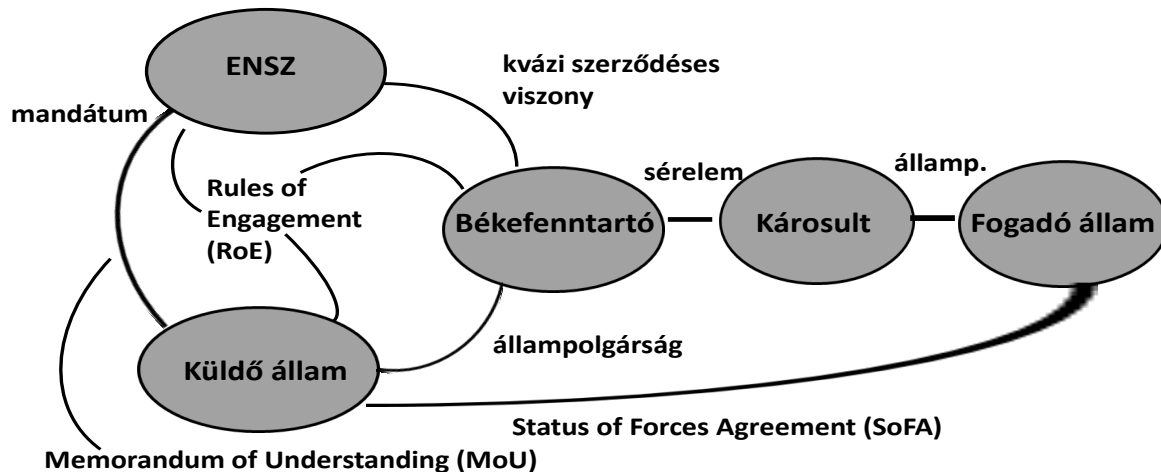 ENSZ
kvázi szerződéses
viszony
mandátum
Rules of
Engagement
(RoE)
Békefenntartó
sérelem
Károsult
államp.
Fogadó állam
Küldő állam
állampolgárság
Status of Forces Agreement (SoFA)
Memorandum of Understanding (MoU)